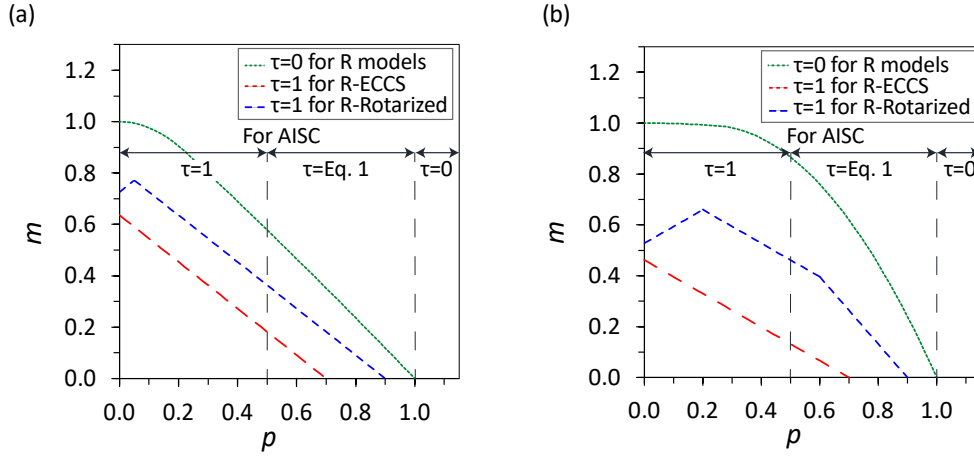 (a)
1.2
1.0
0.8
0.6
0.4
0.2
0.0
m
τ=0 for R models
τ=1 for R-ECCS
τ=1 for R-Rotarized
For AISC
τ=1
τ=Eq. 1
τ=0
0.0 0.2 0.4 0.6 0.8 1.0
p
(b)
1.2
1.0
0.8
0.6
0.4
0.2
0.0
m
τ=0 for R models
τ=1 for R-ECCS
τ=1 for R-Rotarized
For AISC
τ=1
τ=Eq. 1
τ=0
0.0 0.2 0.4 0.6 0.8 1.0
p